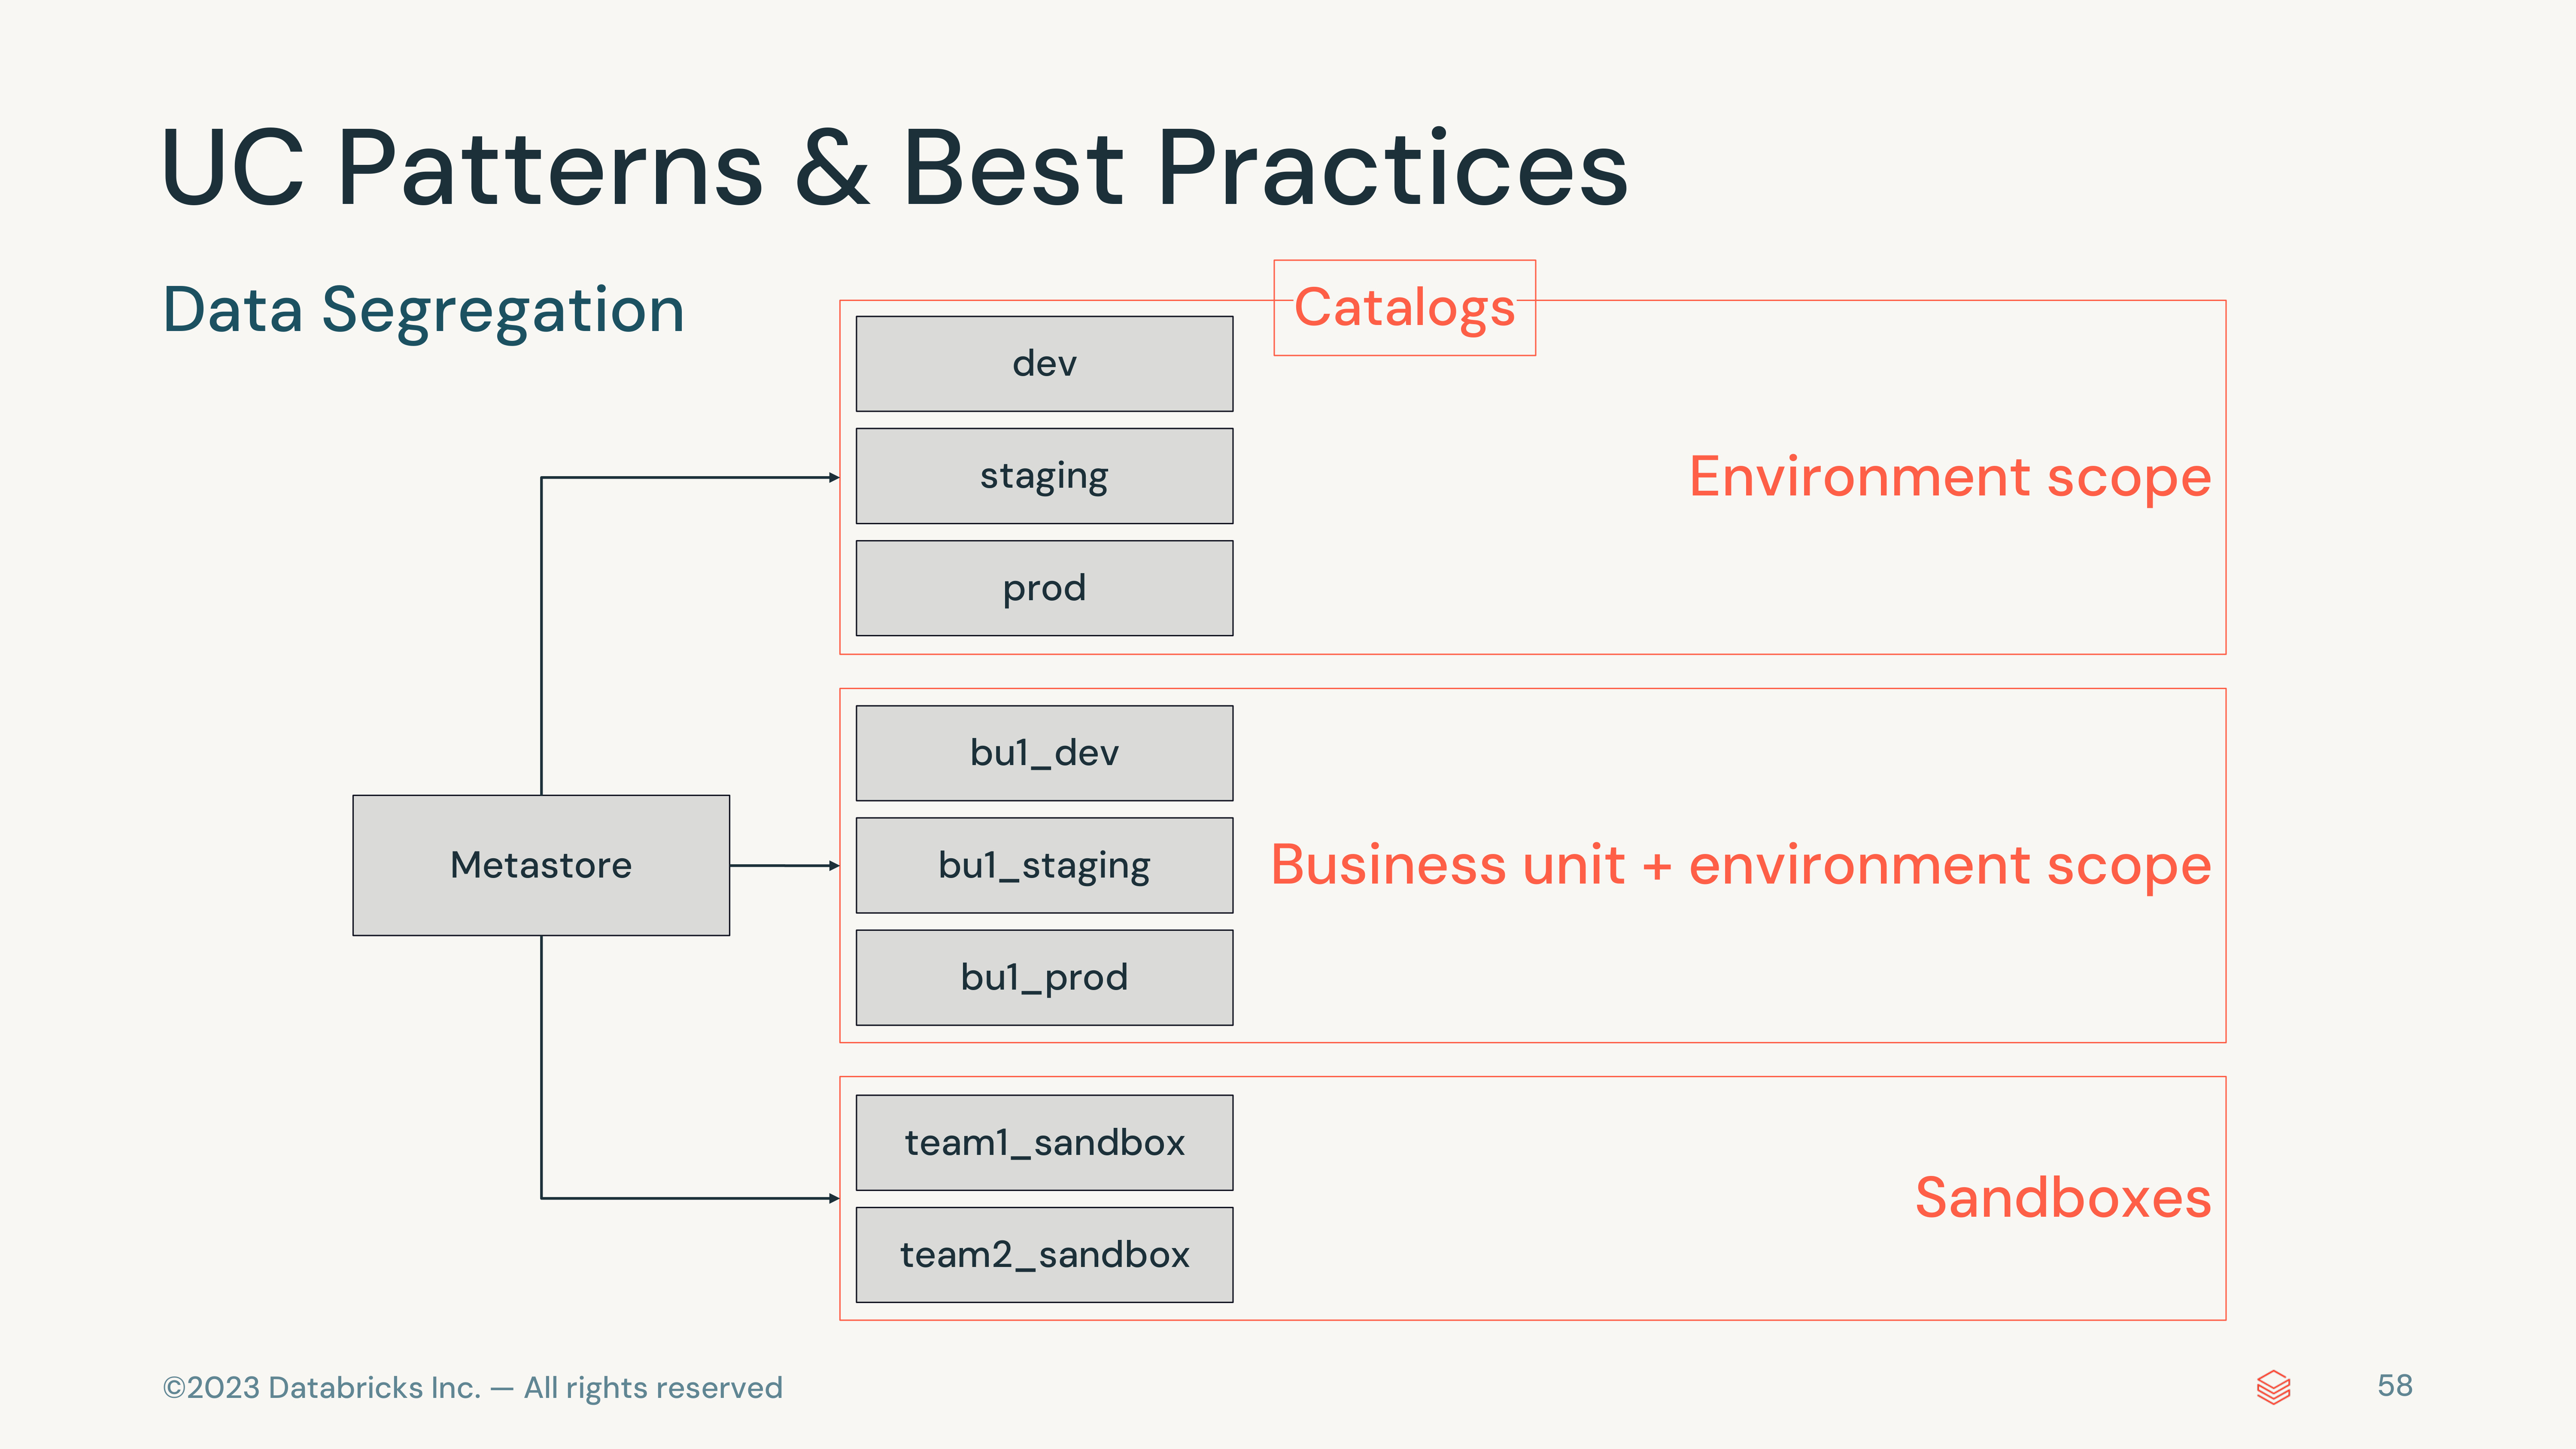 UC Patterns & Best Practices
Data Segregation
Catalogs
dev
staging
prod
Environment scope
Metastore
bu1_dev
bu1_staging
bu1_prod
Business unit + environment scope
team1_sandbox
team2_sandbox
Sandboxes
©2023 Databricks Inc. — All rights reserved
58